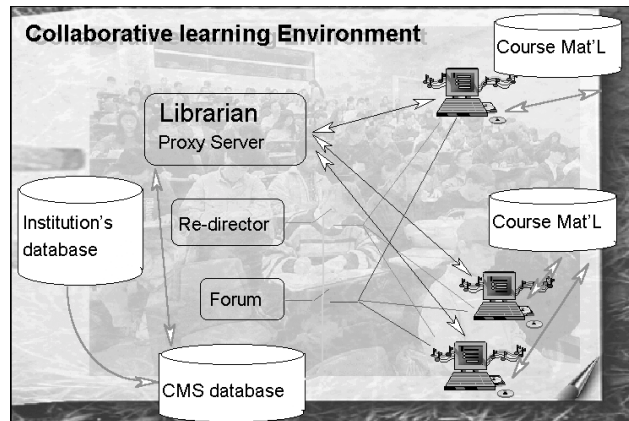 Collaborative learning Environment
Course Mat'L
Librarian
Proxy Server
Institution's
database
Re-director
Course Mat'L
Forum
CMS database